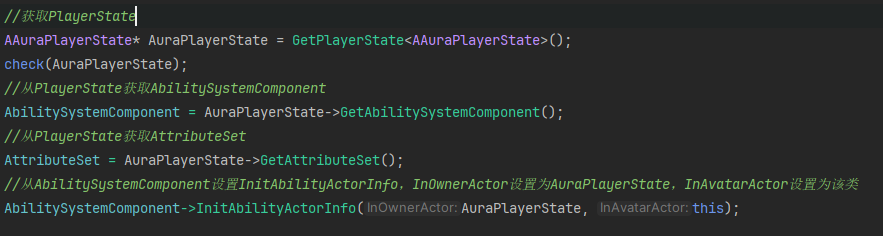 //获取PlayerState
AAuraPlayerState* AuraPlayerState = GetPlayerState<AAuraPlayerState>();
check(AuraPlayerState);
//从PlayerState获取AbilitySystemComponent
AbilitySystemComponent = AuraPlayerState->GetAbilitySystemComponent();
//从PlayerState获取AttributeSet
AttributeSet = AuraPlayerState->GetAttributeSet();
//从AbilitySystemComponent设置InitAbilityActorInfo，InOwnerActor设置为AuraPlayerState，InAvatarActor设置为该类
AbilitySystemComponent->InitAbilityActorInfo(InOwnerActor:AuraPlayerState, InAvatarActor:this);